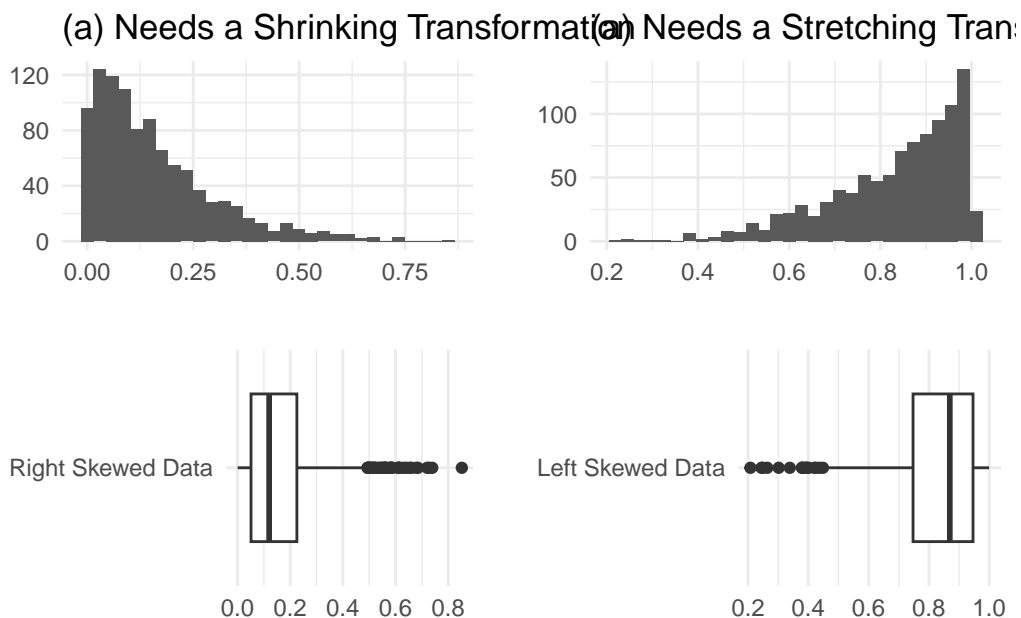 (a) Needs a Shrinking Transformation
(a) Needs a Stretching Trans
120
80
40
0
0.00 0.25 0.50 0.75
100
50
0
0.2 0.4 0.6 0.8 1.0
Right Skewed Data
0.0 0.2 0.4 0.6 0.8
Left Skewed Data
0.2 0.4 0.6 0.8 1.0